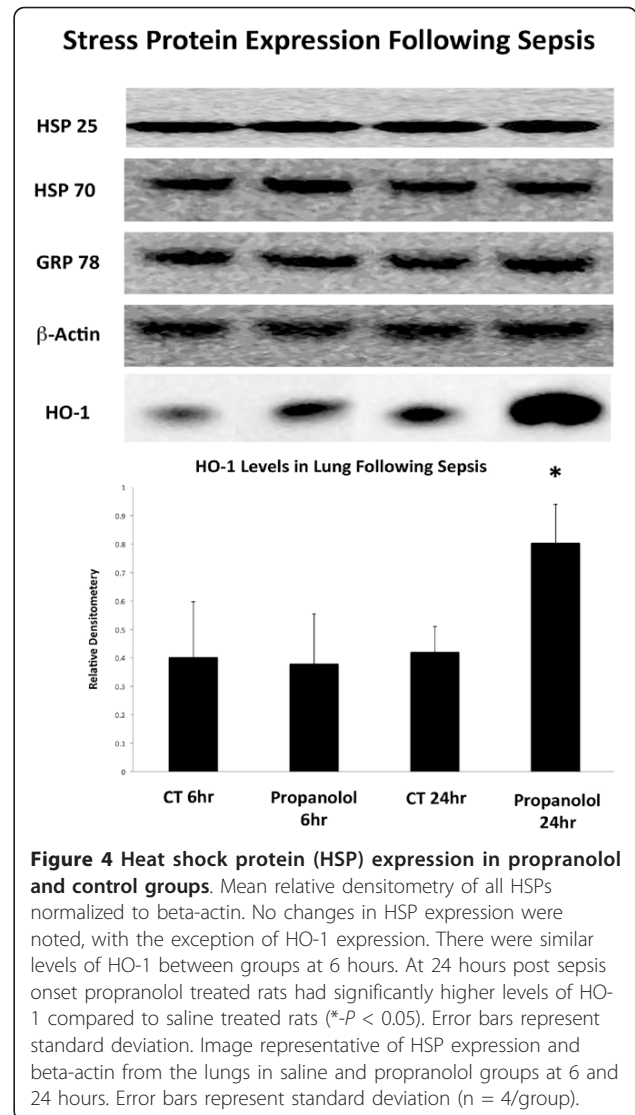 Stress Protein Expression Following Sepsis
HSP 25
HSP 70
GRP 78
β-Actin
HO-1
HO-1 Levels in Lung Following Sepsis
*
1
0.9
0.8
0.7
0.6
0.5
0.4
0.3
0.2
0.1
0
Relative Densitometery
CT 6hr
Propanolol
6hr
CT 24hr
Propanolol
24hr
Figure 4 Heat shock protein (HSP) expression in propranolol
and control groups. Mean relative densitometry of all HSPs
normalized to beta-actin. No changes in HSP expression were
noted, with the exception of HO-1 expression. There were similar
levels of HO-1 between groups at 6 hours. At 24 hours post sepsis
onset propranolol treated rats had significantly higher levels of HO-
1 compared to saline treated rats (*-P < 0.05). Error bars represent
standard deviation. Image representative of HSP expression and
beta-actin from the lungs in saline and propranolol groups at 6 and
24 hours. Error bars represent standard deviation (n = 4/group).